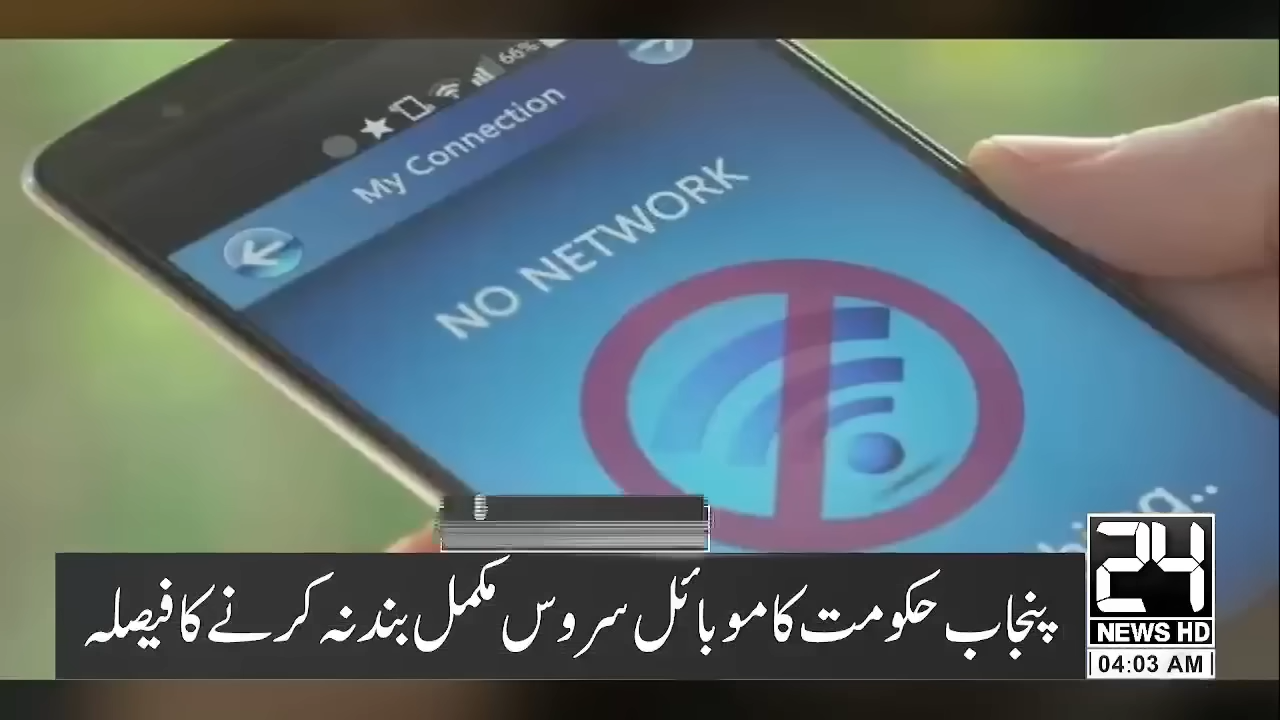 66%
My Connection
NO NETWORK
پنجاب حکومت کا موبائل سروس مکمل بند نہ کرنے کا فیصلہ
24
NEWS HD
04:03 AM